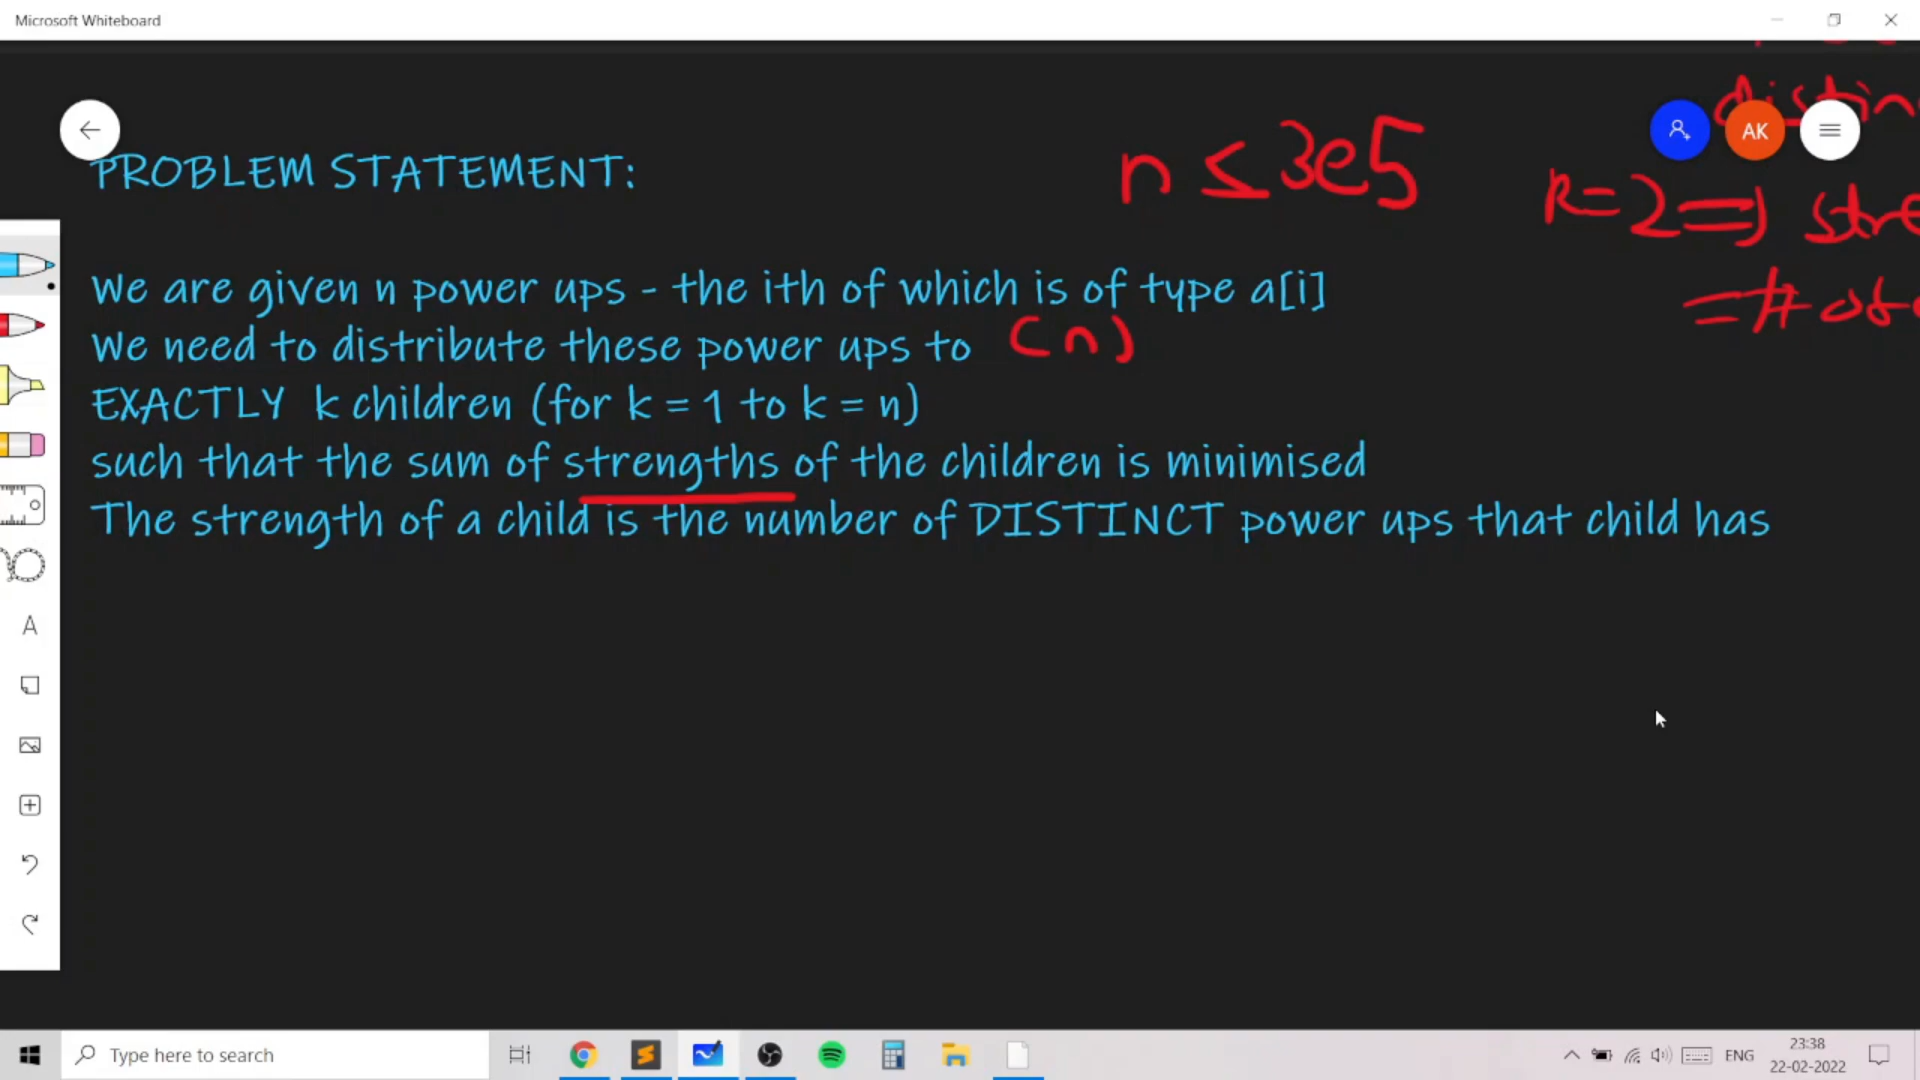 Microsoft Whiteboard
AK
PROBLEM STATEMENT:
n ≤ 3e5
k=2 =>
= #
We are given n power ups - the ith of which is of type a[i]
We need to distribute these power ups to (n)
EXACTLY k children (for k = 1 to k = n)
such that the sum of strengths of the children is minimised
The strength of a child is the number of DISTINCT power ups that child has
A
Type here to search
ENG
23:38
22-02-2022